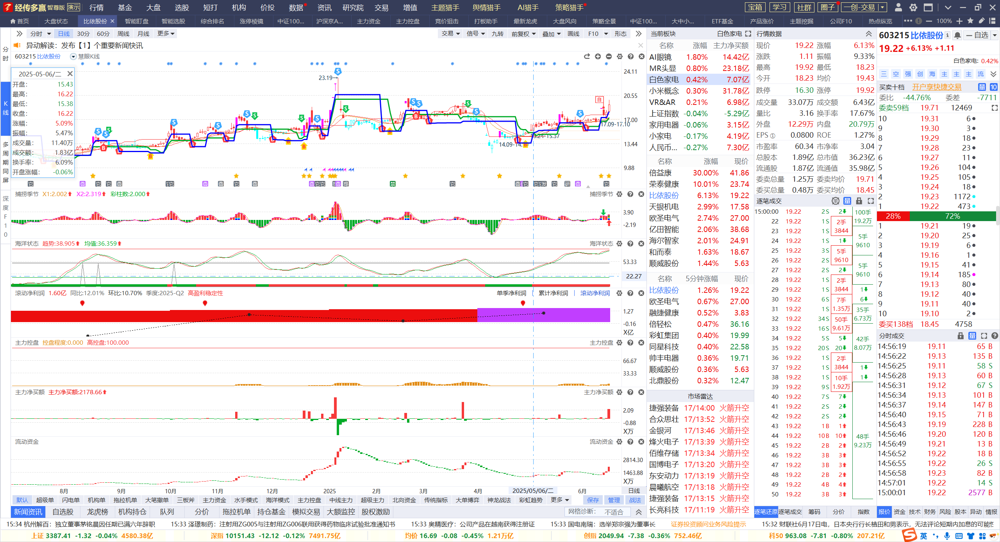 经传多赢 智尊版 演示 行情 基金 大盘 选股 短打 机构 价投 数据 资讯 研究院 交易 增值 主题猎手 舆情猎手 AI猎手 策略猎手 宝箱 学习 社群 圈子 一创-交易
首页 大盘状态 比依股份 智能盯盘 智能选股 综合排名 涨停棱镜 中证100... 沪深京A... 主力资金 主力控盘 竞价狙击 打板助手 最新龙虎 大盘风向 策略全景 中证100... 大中小... ETF基金 产品涨价 主题挖掘 公司F10 热点纵览 100%
分时 日线 30分 60分 周线 月线 更多 交易 信号 九转 前复权 叠加 画线 F10 形态
异动解读：发布【1】个重要新闻快讯
603215 比依股份 慧眼K线
分时
K线
多周期同屏
深度F10
2025-05-06/二
开盘： 15.43
最高： 16.22
最低： 15.38
收盘： 16.22
涨幅： 5.09%
振幅： 5.47%
成交量： 11.40万
成交额： 1.83亿
换手率： 6.09%
开盘涨幅： -0.06%
23.19→
17.09-17.10
24.11
20.55
17.00
13.44
9.88
捕捞季节 X1:2.002 X2:2.319 彩柱数:2.000 捕捞季节
3.90
-2.19
海洋状态 趋势:38.905 均值:36.359 海洋状态
53.33
22.27
滚动净利润 1.60亿 同比:12.01% 环比:10.70% 季度:2025-Q2 高盈利稳定性 单季净利润 累计净利润 滚动净利润
1.27
-0.16
X亿
主力控盘 控盘程度:0.000 高控盘:100.000 主力控盘
66.67
33.33
主力净买额 主力净买额:2178.66 主力净买额
2.09
-0.88
X万
流动资金 流动资金
2814.30
1463.88
X万
8月 9月 10月 11月 12月 2025 2月 3月 4月 2025/05/06/二 6月 日线
默认 超级单 闪电单 机构单 拖拉机单 大笔撤单 三板斧 主力资金 水手模式 海洋模式 主力控盘 中线主力 超级主力 北向资金 传统指标 大单博弈 神龙战法 彩虹趋势 更多 保存 管理 战法
新闻资讯 自选股 龙虎榜 机构持仓 队列 分价 拖拉机单 持仓基金 模拟交易 大额监控 股权激励 网格诊断： 不适合
当前板块 白色家电
名称 涨幅 主力净买额
AI眼镜 1.80% 14.42亿
MR头显 0.80% 23.18亿
白色家电 0.42% 7.07亿
小米概念 0.30% 31.78亿
VR&AR 0.21% 6.98亿
上证指数 -0.04% -5.29亿
家用电器 -0.06% 3.15亿
小家电 -0.17% 4.19亿
人民币... -0.27% 7.30亿
名称 涨幅 现价
倍益康 30.00% 41.86
荣泰健康 10.01% 23.74
比依股份 6.13% 19.22
天银机电 2.99% 17.58
欧圣电气 2.74% 27.00
亿田智能 2.06% 38.68
海尔智家 2.01% 24.91
和而泰 1.63% 18.67
顺威股份 1.44% 5.63
名称 5分钟涨幅 现价
比依股份 1.26% 19.22
欧圣电气 0.67% 27.00
融捷健康 0.52% 3.83
倍轻松 0.47% 36.16
彩虹集团 0.40% 19.99
同星科技 0.40% 22.58
帅丰电器 0.36% 19.71
顺威股份 0.36% 5.63
北鼎股份 0.32% 12.47
市场雷达
捷强装备 17/14:00 火箭升空
合众思壮 17/13:52 火箭升空
金银河 17/13:46 火箭升空
烽火电子 17/13:39 火箭升空
佰维存储 17/13:34 火箭升空
国博电子 17/13:20 火箭升空
东安动力 17/13:19 火箭升空
晨曦航空 17/13:18 火箭升空
捷强装备 17/13:15 火箭升空
长亮科技 17/11:19 火箭升空
行情数据
现价 19.22 涨幅 6.13%
涨跌 1.11 振幅 9.33%
最高 19.92 最低 18.23
今开 18.23 均价 19.43
跌停 16.30 涨停 19.92
成交量 33.07万 成交额 6.43亿
量比 3.16 换手率 17.67%
外盘 12.29万 内盘 20.79万
EPS ① 0.0800 ROE 1.27%
市盈率 60.34 市净率 3.04
总股本 1.89亿 总市值 36.23亿
流通股 1.87亿 流通值 35.98亿
委卖总量 1.25万 委卖均价 19.71
委买总量 0.48万 委买均价 18.45
逐笔成交 单 量
15:00:00 19.22 2 S 2
22 19.22 1 S
23 19.22 1 S
24 19.22 1 S 1
25 19.22 3 S
26 19.22 2 S
27 19.22 2 S 2
28 19.22 1 S
29 19.22 1 S
30 19.22 6 S
31 19.22 1 S
32 19.22 34 S
33 19.22 16 S
34 19.22 5 S 5
35 19.22 20 S 20
36 19.22 1 S
37 19.22 1 S
38 19.22 1 S
39 19.22 9 S
40 19.22 7 S 7
41 19.22 2 S 2
42 19.22 2 S 2
43 19.22 1 B 1
44 19.22 10 B 10
45 19.22 2 B 2
46 19.22 3 B 3
47 19.22 3 B 3
48 19.22 2 B 2
49 19.22 4 B 4
50 19.22 3 B 3
2手
3844
5手
9610
2手
3844
7手
1.35万
50手
9.61万
2手
3844
10手
1.92万
100手
19.2万
5手
9610
5手
9610
1
6
35手
6.73万
42手
8.07万
1
1
48手
9.23万
逐笔还原 逐笔成交 筹码 分价 指数
603215 比依股份 自选
19.22 +6.13% +1.11
白色家电: 0.42%
三 空 强 创 海 主 主 主 流
买卖十档 开户享快捷交易 量 10
委比 -44.76% 委差 -7711
委卖59档 19.71 12469
10 19.31 6
9 19.30 3
8 19.29 18
7 19.28 23
6 19.27 11
5 19.26 104
4 19.25 105
3 19.24 18
2 19.23 1172
1 19.22 473
28% 72%
1 19.21 19
2 19.20 25
3 19.19 6
4 19.16 1
5 19.15 41
6 19.14 185
7 19.13 80
8 19.12 40
9 19.11 40
10 19.10 2
委买138档 18.45 4758
分时成交 量
14:56:19 19.11 65 B
14:56:22 19.13 135 B
14:56:25 19.11 58 S
14:56:28 19.13 60 B
14:56:31 19.12 67 S
14:56:34 19.13 101 B
14:56:37 19.14 147 B
14:56:40 19.15 71 B
14:56:43 19.19 228 B
14:56:46 19.20 120 B
14:56:49 19.21 13 B
14:56:52 19.22 18 B
14:56:55 19.22 26 S
14:56:58 19.23 82 B
14:57:01 19.22 14 S
15:00:01 19.22 2577 B
报价 资金 技术 财务 风险 股本 异动 情报
15:34 杭州解百：独立董事茅铭晨因任期已满六年辞职 15:33 泽璟制药：注射用ZG005与注射用ZG006联用获得药物临床试验批准通知书 15:33 奥精医疗：公司产品在越南获得注册证 15:33 国电南瑞：选举郑宗强为董事长 证券投资顾问业务风险提示 15:32 财联社6月17日电，日本央行行长植田和男表示，无法评论短期内加息的可能性
上证 3387.41 -1.32 -0.04% 4580.38亿 深指 10151.43 -12.12 -0.12% 7491.75亿 均价 16.69 -0.08 -0.45% 1.21万亿 创指 2049.94 -7.38 -0.36% 752.46亿 科50 963.08 -7.81 -0.80% 207.21亿 英